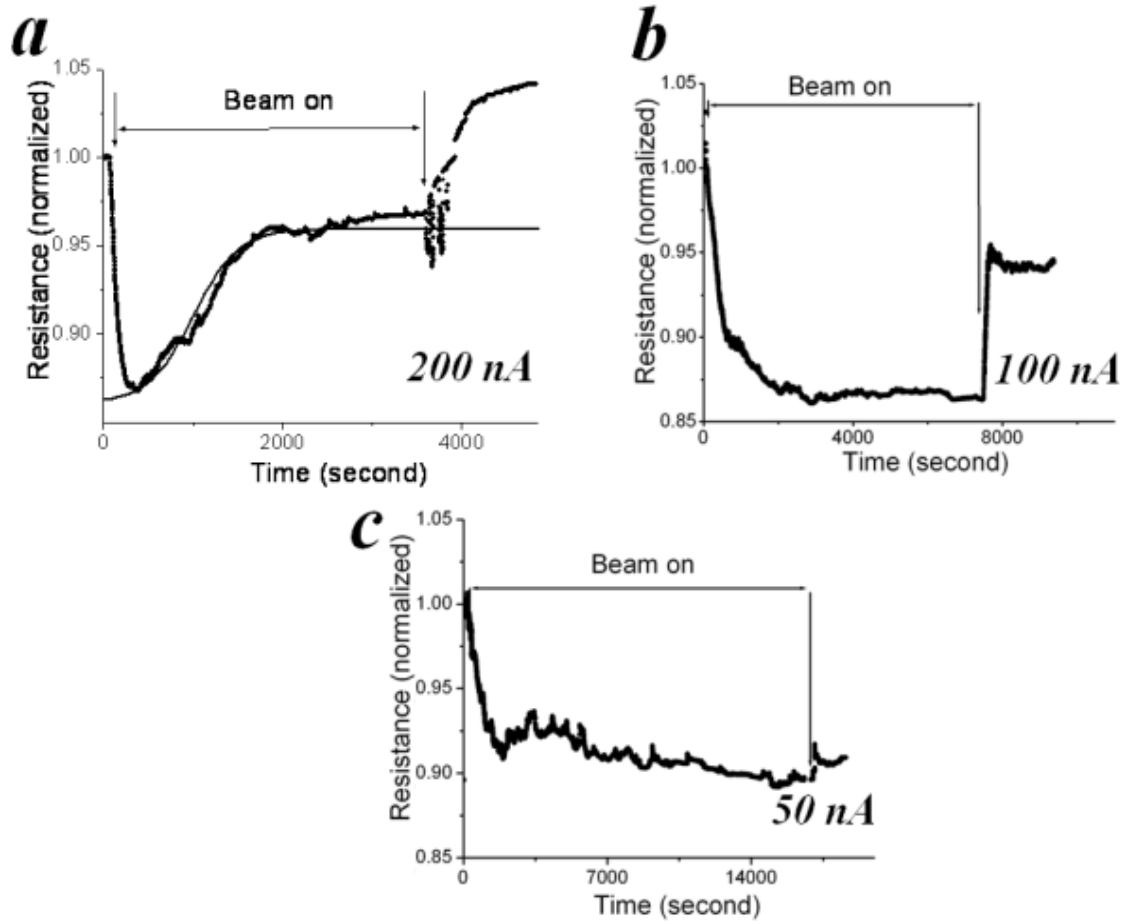 a
b
1.05
1.00
0.95
0.90
Resistance (normalized)
Beam on
200 nA
0
2000
4000
Time (second)
1.05
1.00
0.95
0.90
0.85
Resistance (normalized)
Beam on
100 nA
0
4000
8000
Time (second)
c
1.05
1.00
0.95
0.90
0.85
Resistance (normalized)
Beam on
50 nA
0
7000
14000
Time (second)